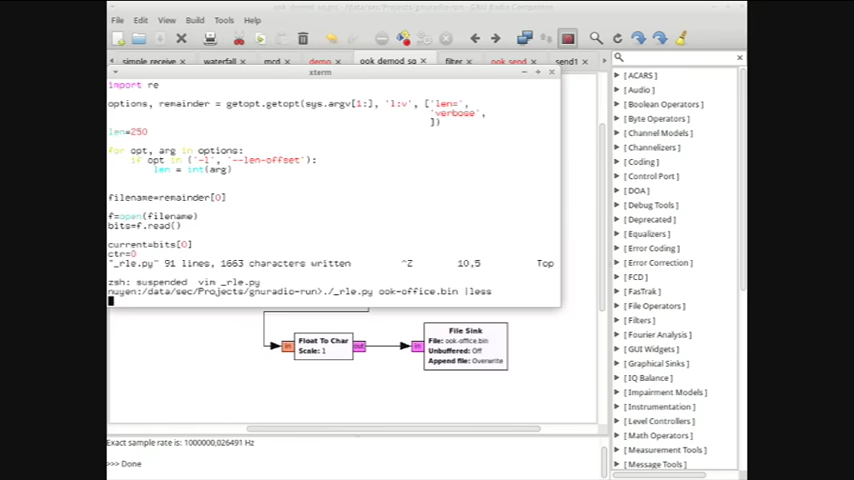 File Edit View Build Tools Help
simple receive waterfall mcd demo ook demod sq filter ook send send1
xterm
import re
options, remainder = getopt.getopt(sys.argv[1:], 'l:v', ['len=',
'verbose',
])
len=250
for opt, arg in options:
if opt in ('-l', '--len-offset'):
len = int(arg)
filename=remainder[0]
f=open(filename)
bits=f.read()
current=bits[0]
ctr=0
"_rle.py" 91 lines, 1663 characters written ^Z 10,5 Top
zsh: suspended vim _rle.py
nuyen:/data/sec/Projects/gnuradio-run>./_rle.py ook-office.bin |less
in
Float To Char
Scale: 1
out
in
File Sink
File: ook-office.bin
Unbuffered: Off
Append file: Overwrite
Exact sample rate is: 1000000,026491 Hz
>>> Done
[ ACARS ]
[ Audio ]
[ Boolean Operators ]
[ Byte Operators ]
[ Channel Models ]
[ Channelizers ]
[ Coding ]
[ Control Port ]
[ DOA ]
[ Debug Tools ]
[ Deprecated ]
[ Equalizers ]
[ Error Coding ]
[ FCD ]
[ FasTrak ]
[ File Operators ]
[ Filters ]
[ Fourier Analysis ]
[ GUI Widgets ]
[ Graphical Sinks ]
[ IQ Balance ]
[ Impairment Models ]
[ Instrumentation ]
[ Level Controllers ]
[ Math Operators ]
[ Measurement Tools ]
[ Message Tools ]